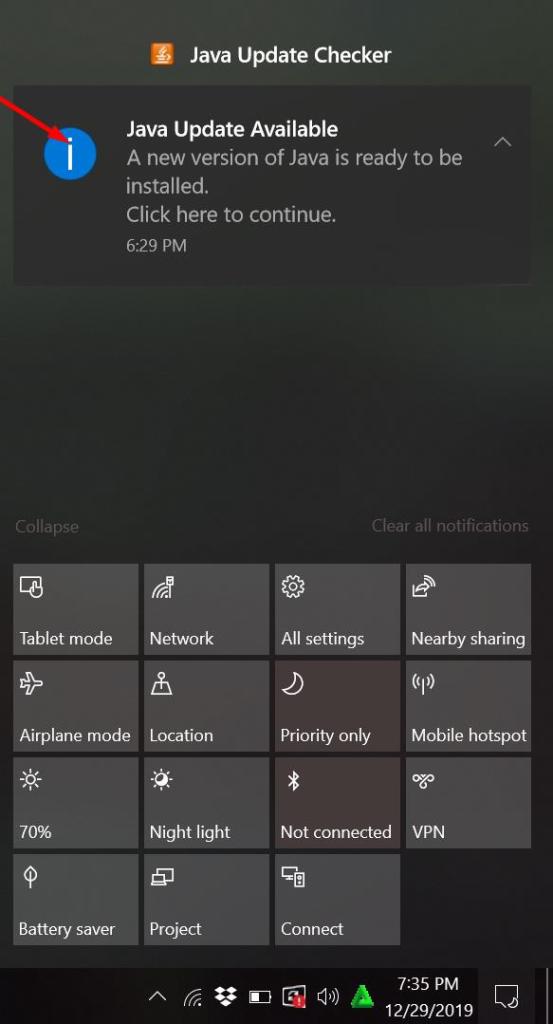 Java Update Checker
Java Update Available
A new version of Java is ready to be
installed.
Click here to continue.
6:29 PM
Collapse
Clear all notifications
Tablet mode
Network
All settings
Nearby sharing
Airplane mode
Location
Priority only
Mobile hotspot
70%
Night light
Not connected
VPN
Battery saver
Project
Connect
7:35 PM
12/29/2019